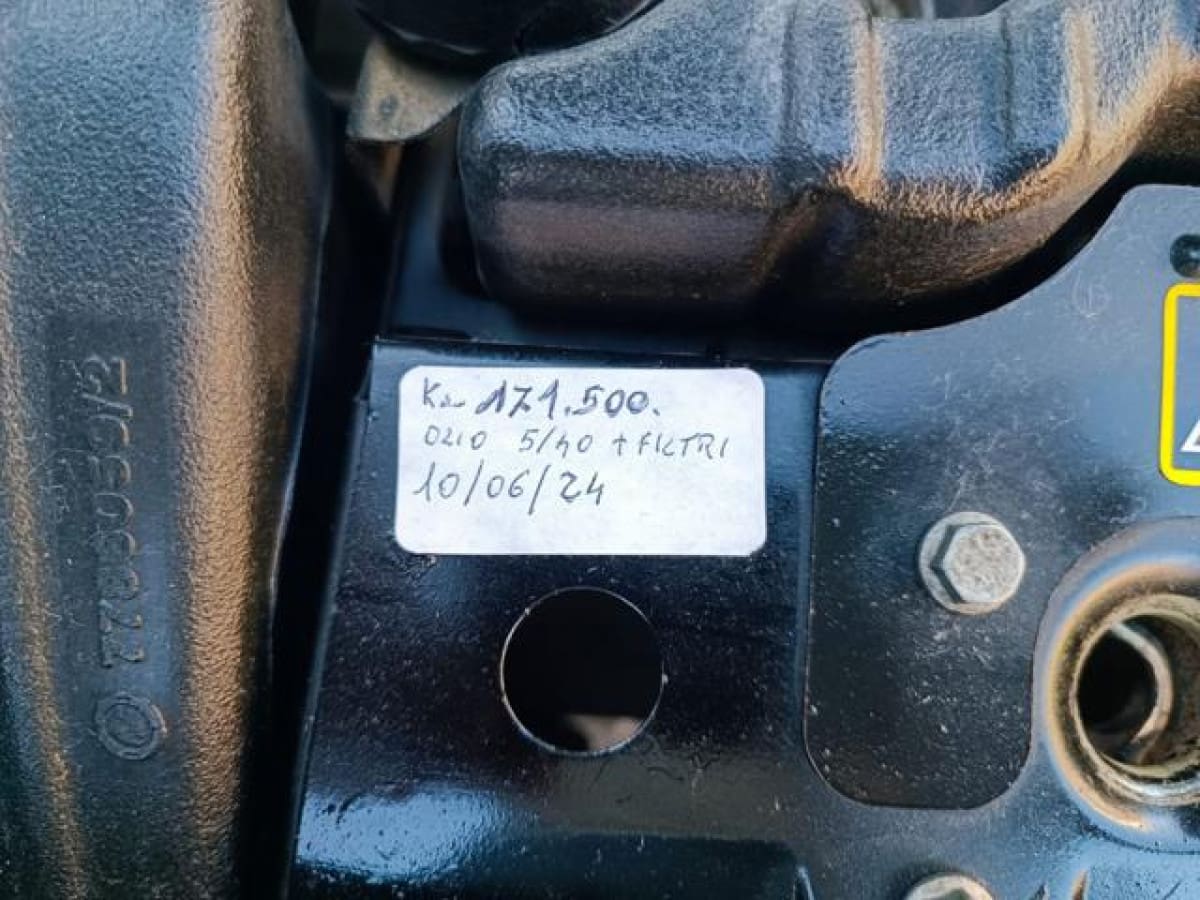 Km 171.500.
OLIO 5/40 + FILTRI
10/06/24